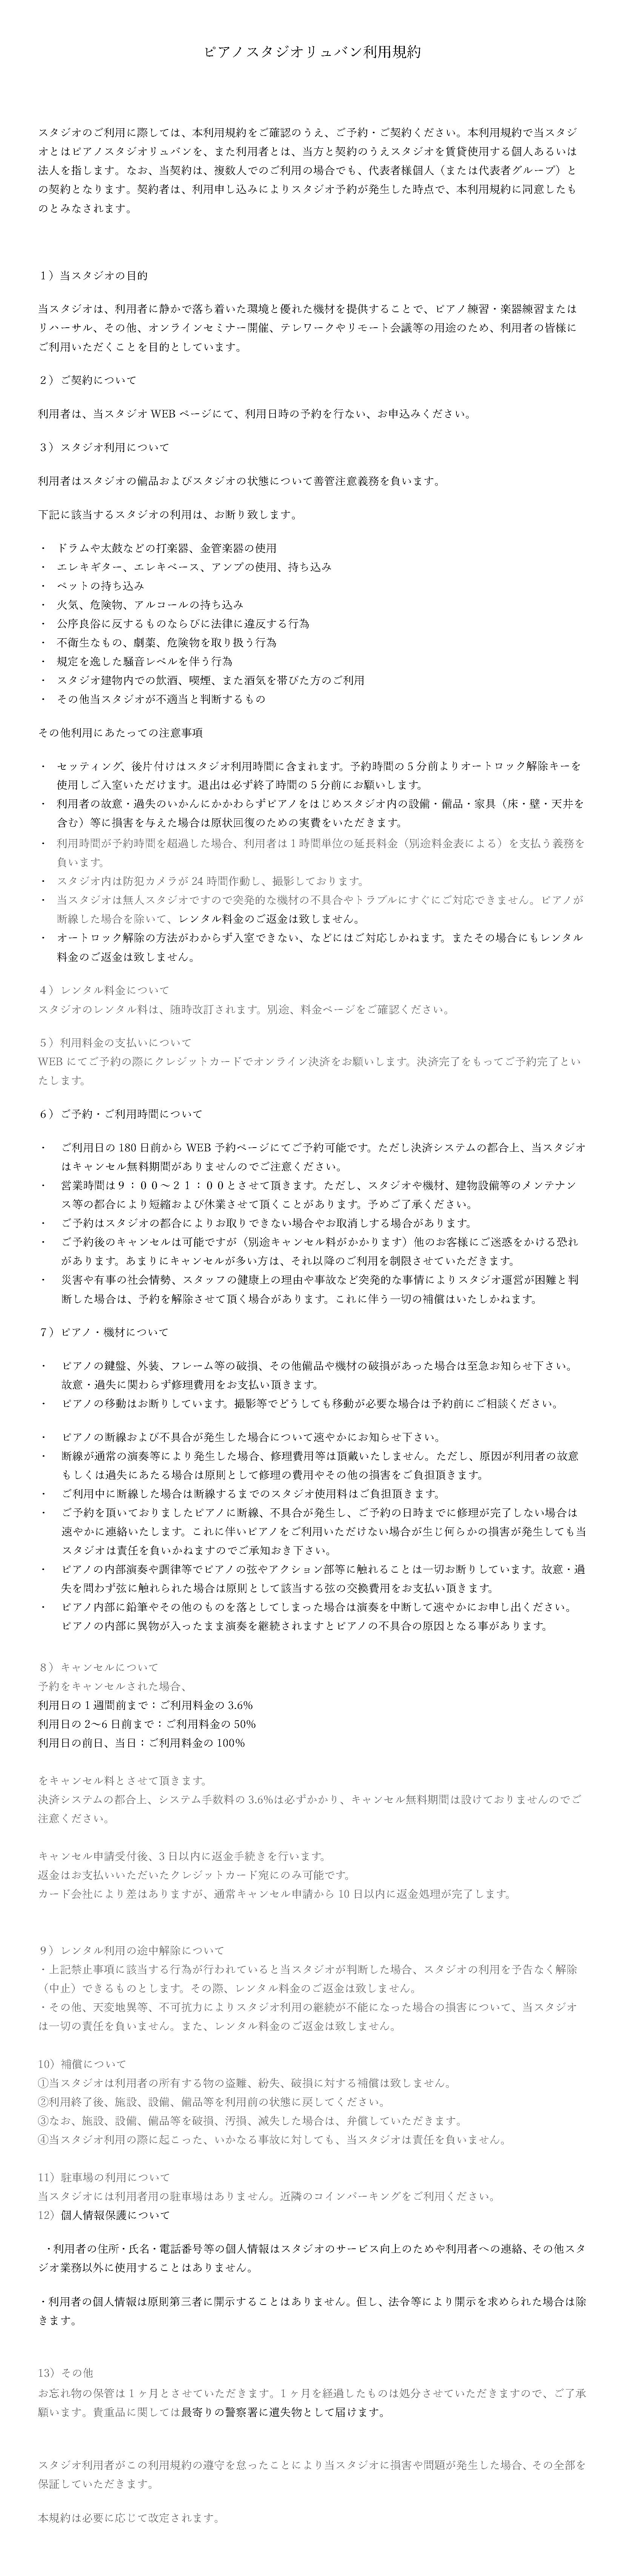 ピアノスタジオリュバン利用規約
スタジオのご利用に際しては、本利用規約をご確認のうえ、ご予約・ご契約ください。本利用規約で当スタジ
オとはピアノスタジオリュバンを、また利用者とは、当方と契約のうえスタジオを賃貸使用する個人あるいは
法人を指します。なお、当契約は、複数人でのご利用の場合でも、代表者様個人（または代表者グループ）と
の契約となります。契約者は、利用申し込みによりスタジオ予約が発生した時点で、本利用規約に同意したも
のとみなされます。
１）当スタジオの目的
当スタジオは、利用者に静かで落ち着いた環境と優れた機材を提供することで、ピアノ練習・楽器練習または
リハーサル、その他、オンラインセミナー開催、テレワークやリモート会議等の用途のため、利用者の皆様に
ご利用いただくことを目的としています。
２）ご契約について
利用者は、当スタジオ WEB ページにて、利用日時の予約を行ない、お申込みください。
３）スタジオ利用について
利用者はスタジオの備品およびスタジオの状態について善管注意義務を負います。
下記に該当するスタジオの利用は、お断り致します。
・ ドラムや太鼓などの打楽器、金管楽器の使用
・ エレキギター、エレキベース、アンプの使用、持ち込み
・ ペットの持ち込み
・ 火気、危険物、アルコールの持ち込み
・ 公序良俗に反するものならびに法律に違反する行為
・ 不衛生なもの、劇薬、危険物を取り扱う行為
・ 規定を逸した騒音レベルを伴う行為
・ スタジオ建物内での飲酒、喫煙、また酒気を帯びた方のご利用
・ その他当スタジオが不適当と判断するもの
その他利用にあたっての注意事項
・ セッティング、後片付けはスタジオ利用時間に含まれます。予約時間の５分前よりオートロック解除キーを
使用しご入室いただけます。退出は必ず終了時間の５分前にお願いします。
・ 利用者の故意・過失のいかんにかかわらずピアノをはじめスタジオ内の設備・備品・家具（床・壁・天井を
含む）等に損害を与えた場合は原状回復のための実費をいただきます。
・ 利用時間が予約時間を超過した場合、利用者は１時間単位の延長料金（別途料金表による）を支払う義務を
負います。
・ スタジオ内は防犯カメラが 24 時間作動し、撮影しております。
・ 当スタジオは無人スタジオですので突発的な機材の不具合やトラブルにすぐにご対応できません。ピアノが
断線した場合を除いて、レンタル料金のご返金は致しません。
・ オートロック解除の方法がわからず入室できない、などにはご対応しかねます。またその場合にもレンタル
料金のご返金は致しません。
４）レンタル料金について
スタジオのレンタル料は、随時改訂されます。別途、料金ページをご確認ください。
５）利用料金の支払いについて
WEB にてご予約の際にクレジットカードでオンライン決済をお願いします。決済完了をもってご予約完了とい
たします。
６）ご予約・ご利用時間について
・ ご利用日の 180 日前から WEB 予約ページにてご予約可能です。ただし決済システムの都合上、当スタジオ
はキャンセル無料期間がありませんのでご注意ください。
・ 営業時間は９：００～２１：００とさせて頂きます。ただし、スタジオや機材、建物設備等のメンテナン
ス等の都合により短縮および休業させて頂くことがあります。予めご了承ください。
・ ご予約はスタジオの都合によりお取りできない場合やお取消しする場合があります。
・ ご予約後のキャンセルは可能ですが（別途キャンセル料がかかります）他のお客様にご迷惑をかける恐れ
があります。あまりにキャンセルが多い方は、それ以降のご利用を制限させていただきます。
・ 災害や有事の社会情勢、スタッフの健康上の理由や事故など突発的な事情によりスタジオ運営が困難と判
断した場合は、予約を解除させて頂く場合があります。これに伴う一切の補償はいたしかねます。
７）ピアノ・機材について
・ ピアノの鍵盤、外装、フレーム等の破損、その他備品や機材の破損があった場合は至急お知らせ下さい。
故意・過失に関わらず修理費用をお支払い頂きます。
・ ピアノの移動はお断りしています。撮影等でどうしても移動が必要な場合は予約前にご相談ください。
・ ピアノの断線および不具合が発生した場合について速やかにお知らせ下さい。
・ 断線が通常の演奏等により発生した場合、修理費用等は頂戴いたしません。ただし、原因が利用者の故意
もしくは過失にあたる場合は原則として修理の費用やその他の損害をご負担頂きます。
・ ご利用中に断線した場合は断線するまでのスタジオ使用料はご負担頂きます。
・ ご予約を頂いておりましたピアノに断線、不具合が発生し、ご予約の日時までに修理が完了しない場合は
速やかに連絡いたします。これに伴いピアノをご利用いただけない場合が生じ何らかの損害が発生しても当
スタジオは責任を負いかねますのでご承知おき下さい。
・ ピアノの内部演奏や調律等でピアノの弦やアクション部等に触れることは一切お断りしています。故意・過
失を問わず弦に触れられた場合は原則として該当する弦の交換費用をお支払い頂きます。
・ ピアノ内部に鉛筆やその他のものを落としてしまった場合は演奏を中断して速やかにお申し出ください。
ピアノの内部に異物が入ったまま演奏を継続されますとピアノの不具合の原因となる事があります。
８）キャンセルについて
予約をキャンセルされた場合、
利用日の 1 週間前まで：ご利用料金の 3.6%
利用日の 2～6 日前まで：ご利用料金の 50%
利用日の前日、当日：ご利用料金の 100%
をキャンセル料とさせて頂きます。
決済システムの都合上、システム手数料の 3.6%は必ずかかり、キャンセル無料期間は設けておりませんのでご
注意ください。
キャンセル申請受付後、3 日以内に返金手続きを行います。
返金はお支払いいただいたクレジットカード宛にのみ可能です。
カード会社により差はありますが、通常キャンセル申請から 10 日以内に返金処理が完了します。
９）レンタル利用の途中解除について
・上記禁止事項に該当する行為が行われていると当スタジオが判断した場合、スタジオの利用を予告なく解除
（中止）できるものとします。その際、レンタル料金のご返金は致しません。
・その他、天変地異等、不可抗力によりスタジオ利用の継続が不能になった場合の損害について、当スタジオ
は一切の責任を負いません。また、レンタル料金のご返金は致しません。
10）補償について
①当スタジオは利用者の所有する物の盗難、紛失、破損に対する補償は致しません。
②利用終了後、施設、設備、備品等を利用前の状態に戻してください。
③なお、施設、設備、備品等を破損、汚損、滅失した場合は、弁償していただきます。
④当スタジオ利用の際に起こった、いかなる事故に対しても、当スタジオは責任を負いません。
11）駐車場の利用について
当スタジオには利用者用の駐車場はありません。近隣のコインパーキングをご利用ください。
12）個人情報保護について
・利用者の住所・氏名・電話番号等の個人情報はスタジオのサービス向上のためや利用者への連絡、その他スタ
ジオ業務以外に使用することはありません。
・利用者の個人情報は原則第三者に開示することはありません。但し、法令等により開示を求められた場合は除
きます。
13）その他
お忘れ物の保管は 1 ヶ月とさせていただきます。1 ヶ月を経過したものは処分させていただきますので、ご了承
願います。貴重品に関しては最寄りの警察署に遺失物として届けます。
スタジオ利用者がこの利用規約の遵守を怠ったことにより当スタジオに損害や問題が発生した場合、その全部を
保証していただきます。
本規約は必要に応じて改定されます。